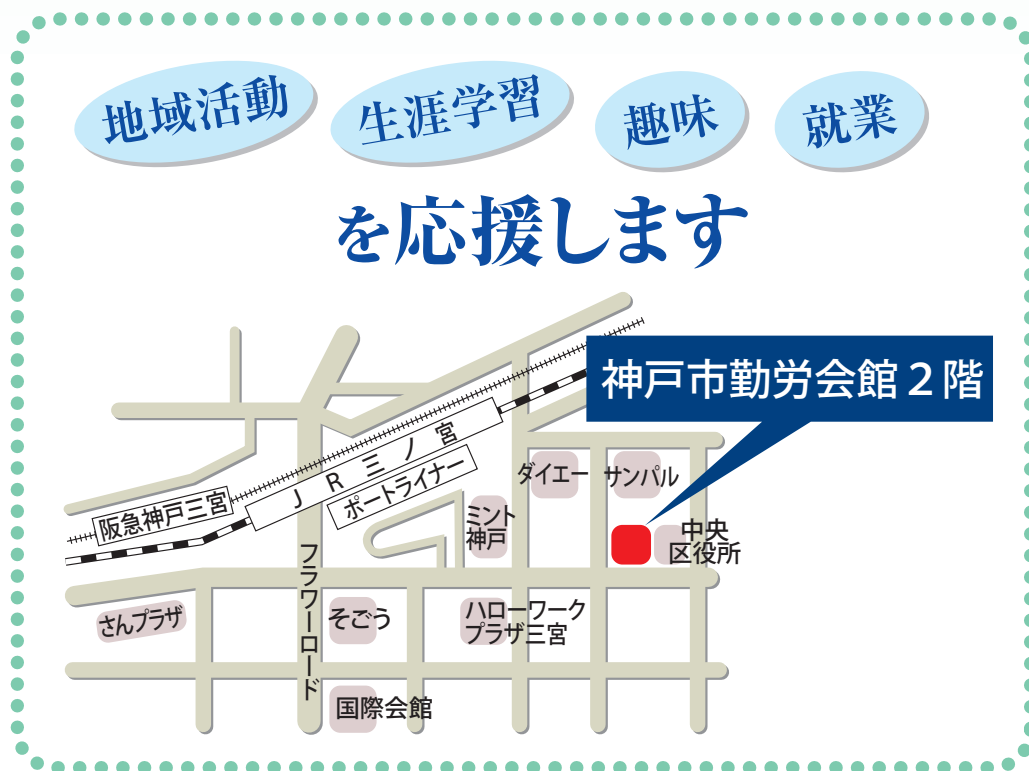 地域活動
生涯学習
趣味
就業
を応援します
神戸市勤労会館２階
JR三ノ宮
ポートライナー
阪急神戸三宮
ダイエー
サンパル
ミント
神戸
中央
区役所
フラワーロード
さんプラザ
そごう
ハローワーク
プラザ三宮
国際会館